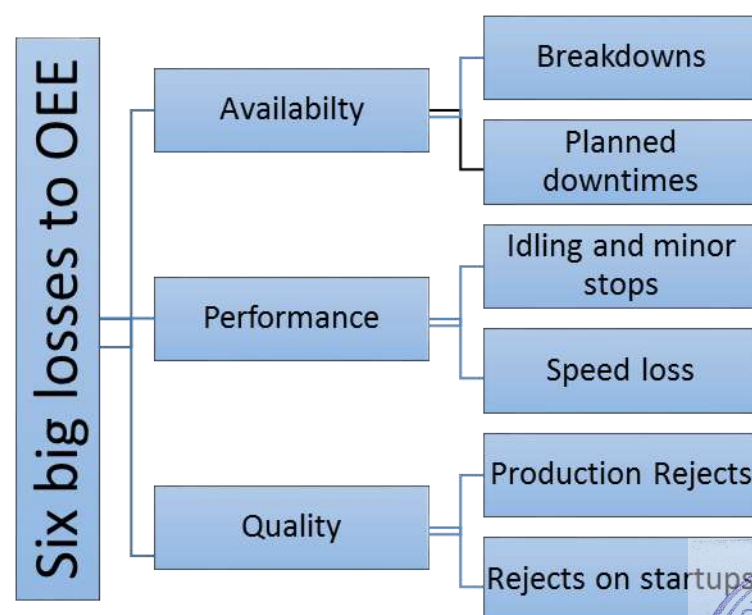 Six big losses to OEE
Availabilty
Breakdowns
Planned
downtimes
Performance
Idling and minor
stops
Speed loss
Quality
Production Rejects
Rejects on startups